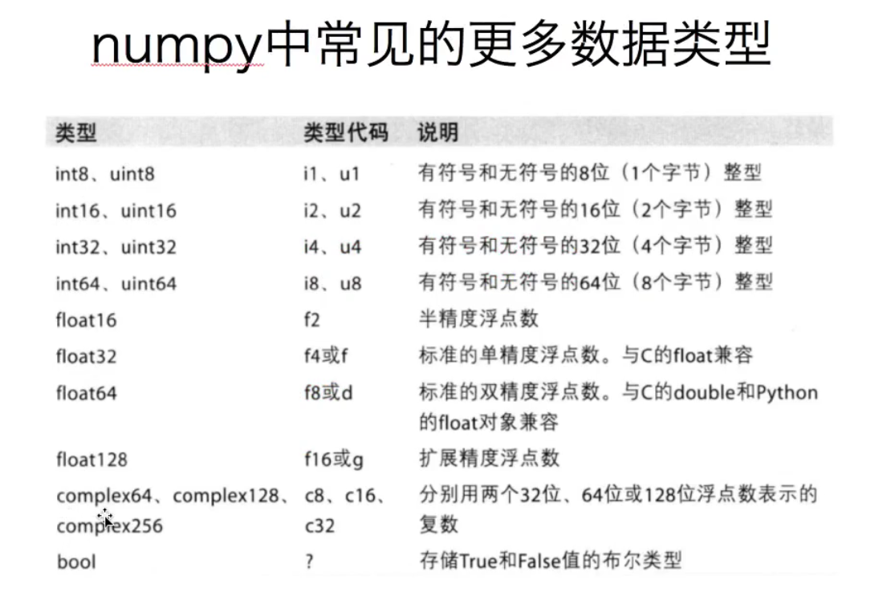 numpy中常见的更多数据类型
类型 类型代码 说明
int8、uint8 i1、u1 有符号和无符号的8位（1个字节）整型
int16、uint16 i2、u2 有符号和无符号的16位（2个字节）整型
int32、uint32 i4、u4 有符号和无符号的32位（4个字节）整型
int64、uint64 i8、u8 有符号和无符号的64位（8个字节）整型
float16 f2 半精度浮点数
float32 f4或f 标准的单精度浮点数。与C的float兼容
float64 f8或d 标准的双精度浮点数。与C的double和Python
的float对象兼容
float128 f16或g 扩展精度浮点数
complex64、complex128、 c8、c16、 分别用两个32位、64位或128位浮点数表示的
complex256 c32 复数
bool ? 存储True和False值的布尔类型